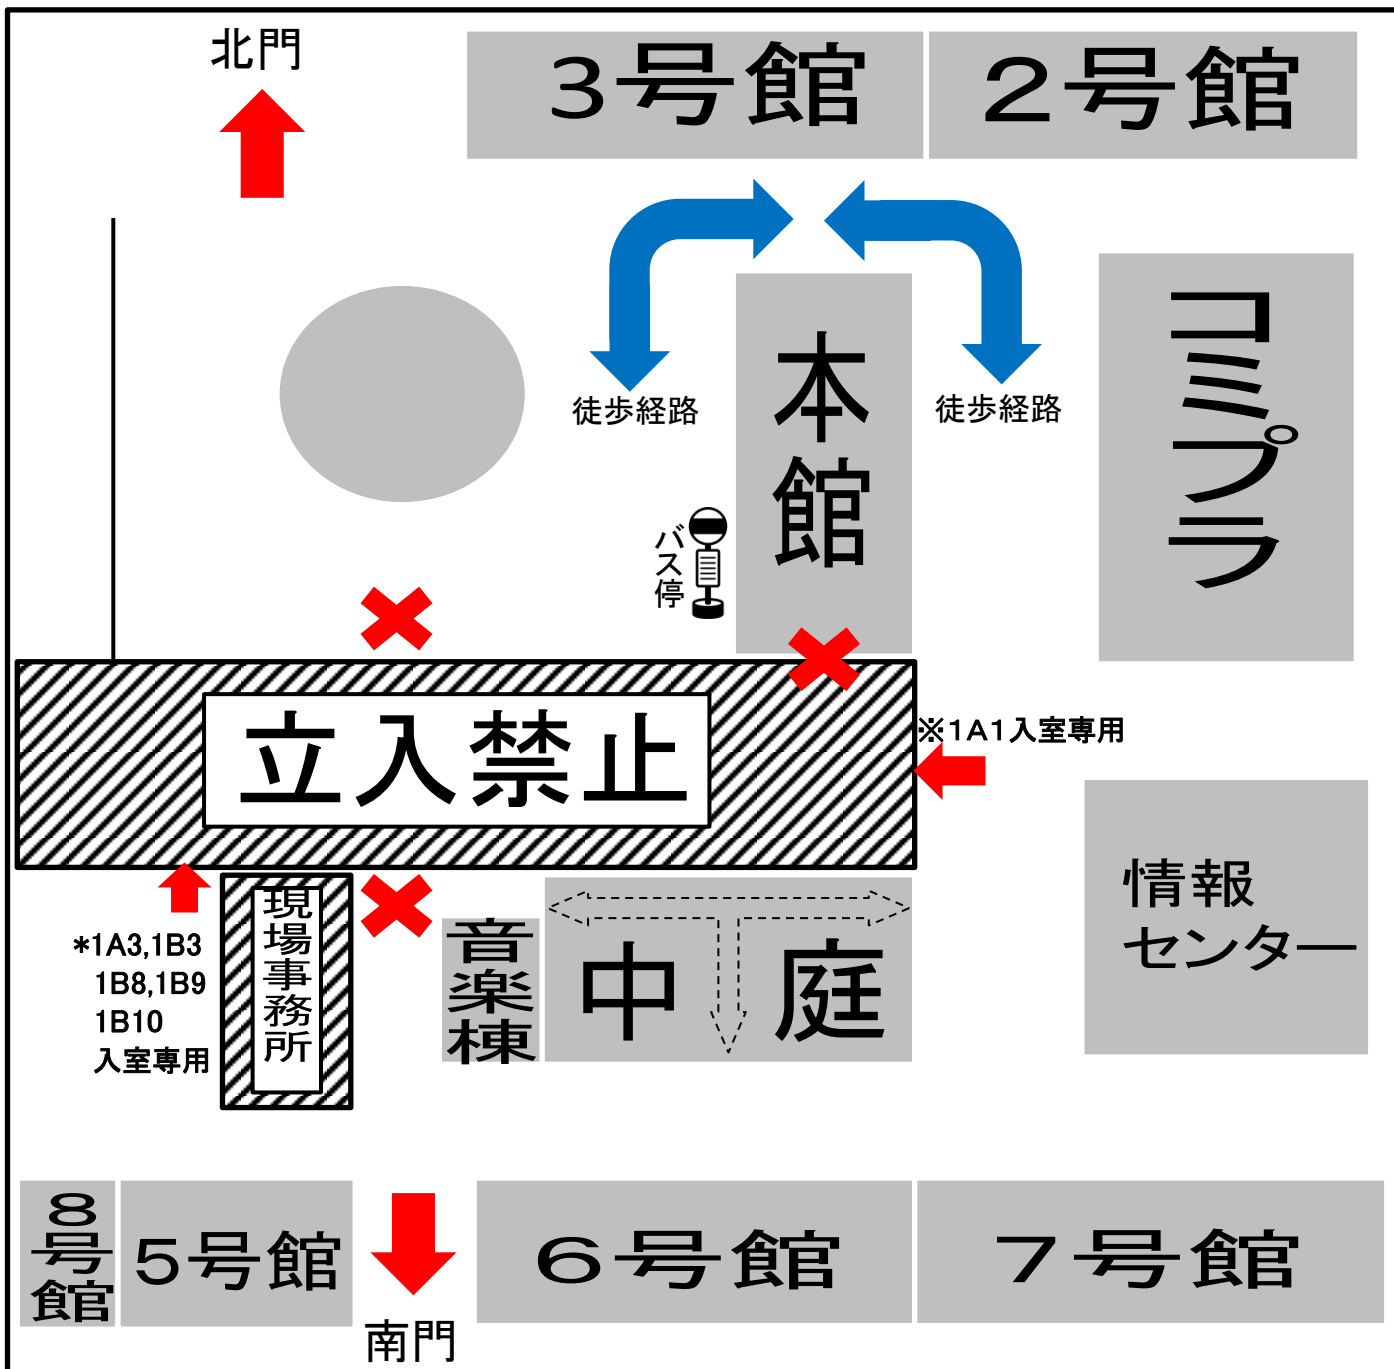 北門
3号館
2号館
徒歩経路
徒歩経路
本館
コミプラ
バス停
立入禁止
※1A1入室専用
情報
センター
*1A3,1B3
1B8,1B9
1B10
入室専用
現場事務所
音楽棟
中庭
8号館
5号館
6号館
7号館
南門